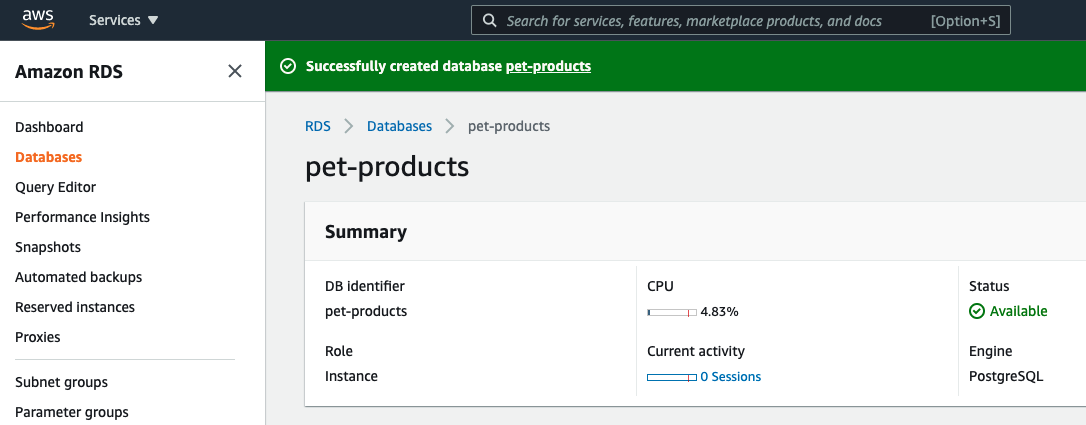 aws Services ▼ Search for services, features, marketplace products, and docs [Option+S]
Amazon RDS
Successfully created database pet-products
Dashboard
Databases
Query Editor
Performance Insights
Snapshots
Automated backups
Reserved instances
Proxies
Subnet groups
Parameter groups
RDS > Databases > pet-products
pet-products
Summary
DB identifier
pet-products
CPU
4.83%
Status
Available
Role
Instance
Current activity
0 Sessions
Engine
PostgreSQL